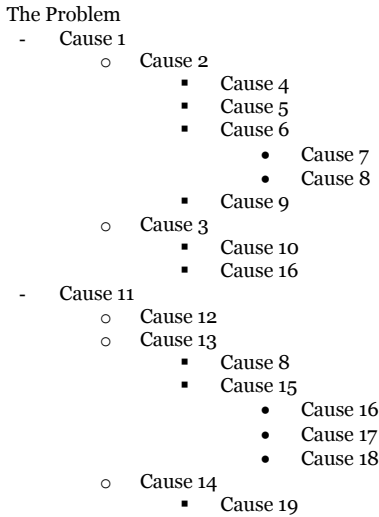 The Problem
- Cause 1
○ Cause 2
▪ Cause 4
▪ Cause 5
▪ Cause 6
• Cause 7
• Cause 8
▪ Cause 9
○ Cause 3
▪ Cause 10
▪ Cause 16
- Cause 11
○ Cause 12
○ Cause 13
▪ Cause 8
▪ Cause 15
• Cause 16
• Cause 17
• Cause 18
○ Cause 14
▪ Cause 19